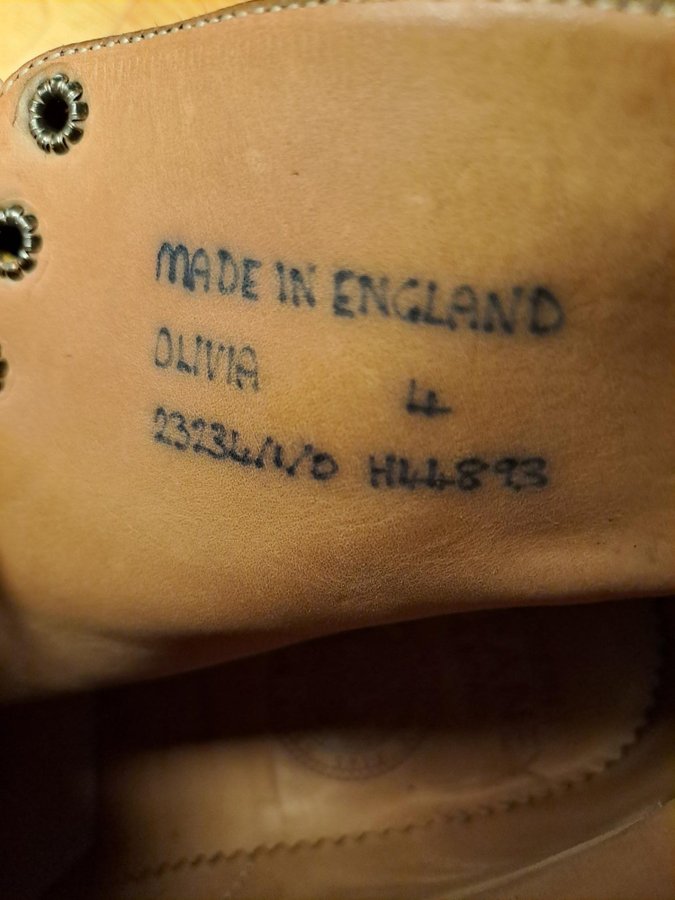 MADE IN ENGLAND
OLIVIA 4
23234/1/0 H44893